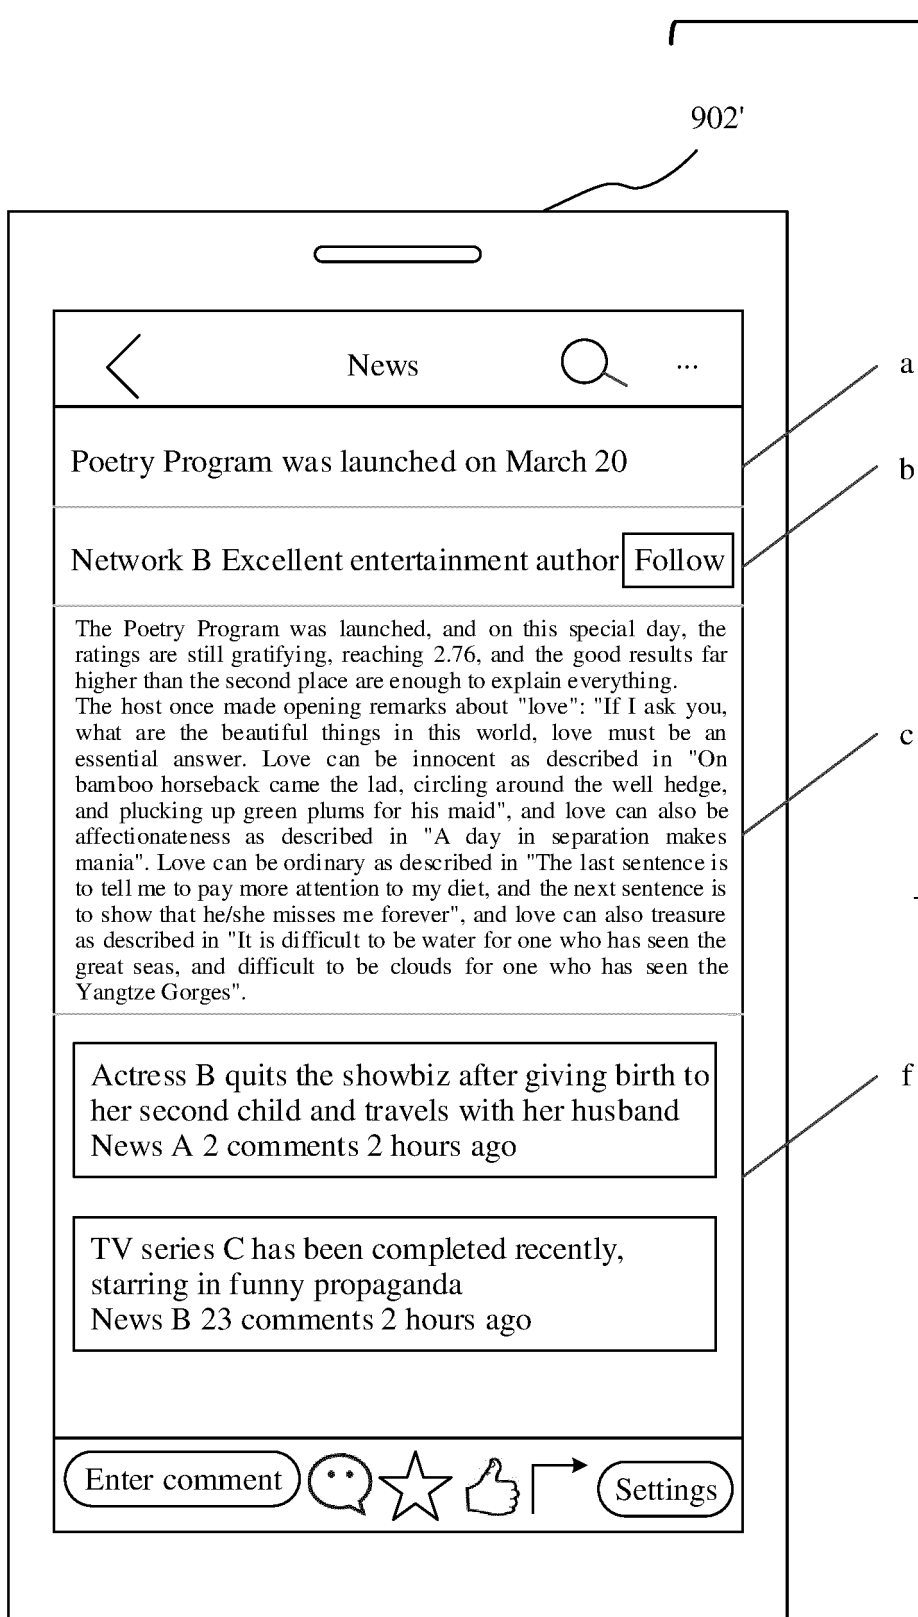 902'
News
...
a
Poetry Program was launched on March 20
b
Network B Excellent entertainment author Follow
The Poetry Program was launched, and on this special day, the
ratings are still gratifying, reaching 2.76, and the good results far
higher than the second place are enough to explain everything.
The host once made opening remarks about "love": "If I ask you,
what are the beautiful things in this world, love must be an
essential answer. Love can be innocent as described in "On
bamboo horseback came the lad, circling around the well hedge,
and plucking up green plums for his maid", and love can also be
affectionateness as described in "A day in separation makes
mania". Love can be ordinary as described in "The last sentence is
to tell me to pay more attention to my diet, and the next sentence is
to show that he/she misses me forever", and love can also treasure
as described in "It is difficult to be water for one who has seen the
great seas, and difficult to be clouds for one who has seen the
Yangtze Gorges".
c
Actress B quits the showbiz after giving birth to
her second child and travels with her husband
News A 2 comments 2 hours ago
f
TV series C has been completed recently,
starring in funny propaganda
News B 23 comments 2 hours ago
Enter comment
Settings